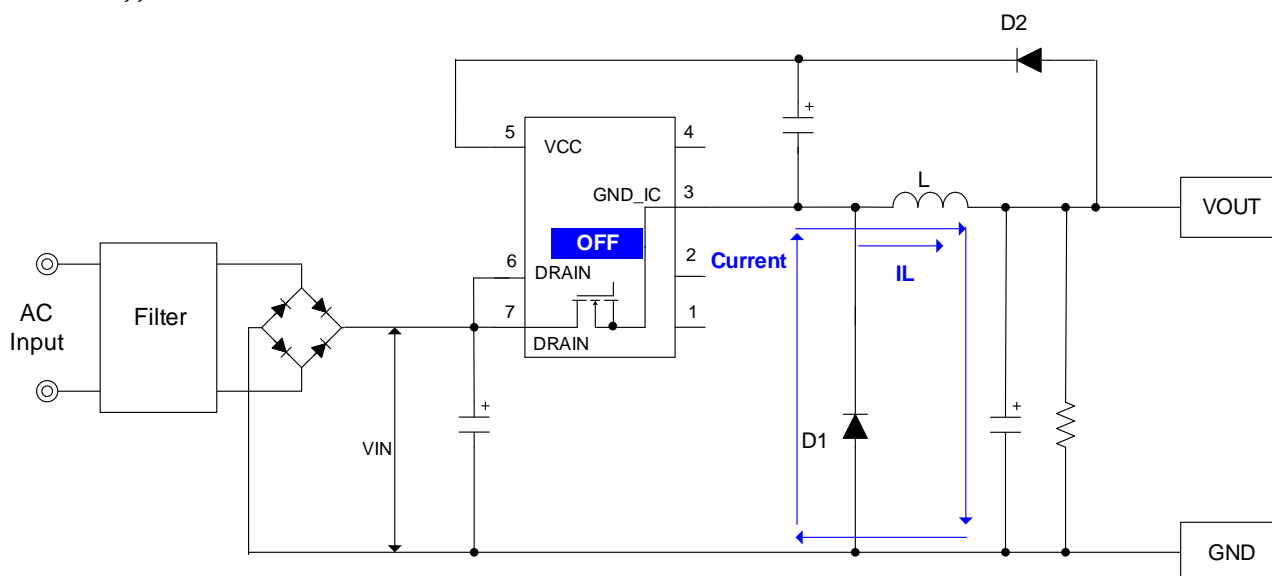 D2
+
5
4
VCC
GND_IC
3
L
VOUT
OFF
Current
IL
2
6
DRAIN
AC
Input
Filter
7
1
DRAIN
+
+
VIN
D1
GND